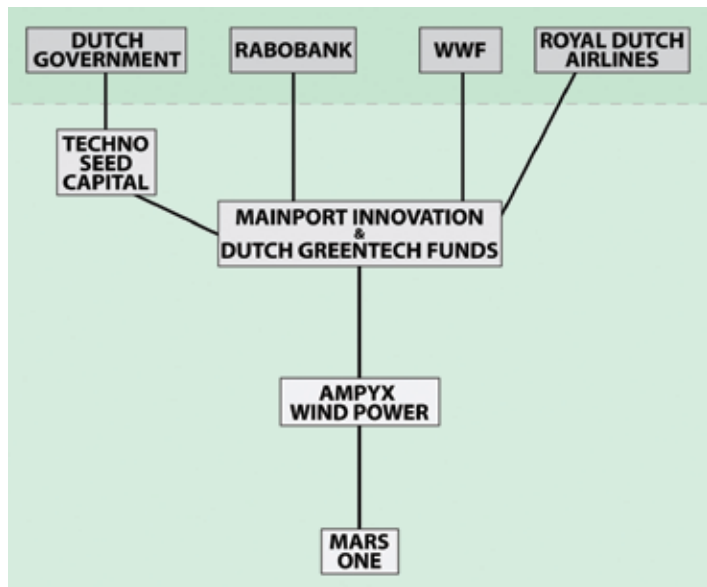 DUTCH
GOVERNMENT
RABOBANK
WWF
ROYAL DUTCH
AIRLINES
TECHNO
SEED
CAPITAL
MAINPORT INNOVATION
&
DUTCH GREENTECH FUNDS
AMPYX
WIND POWER
MARS
ONE